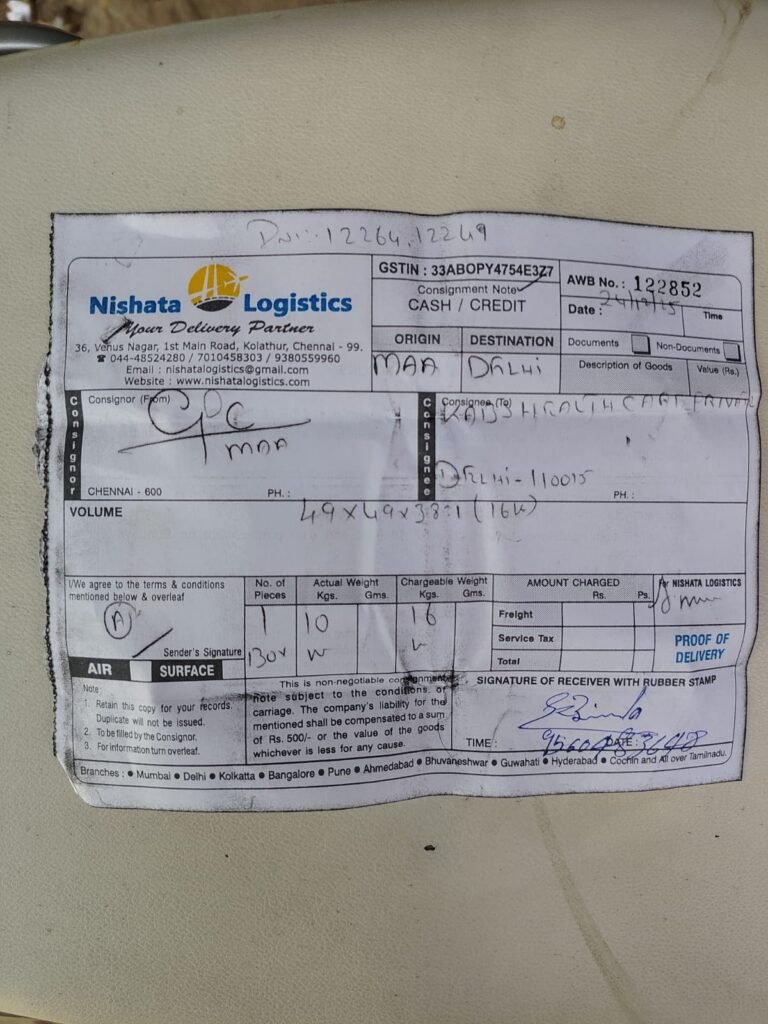 DN:- 12264, 12249
Nishata Logistics
Your Delivery Partner
36, Venus Nagar, 1st Main Road, Kolathur, Chennai - 99.
☎ 044-48524280 / 7010458303 / 9380559960
Email : nishatalogistics@gmail.com
Website : www.nishatalogistics.com
GSTIN : 33ABOPY4754E3Z7
Consignment Note
CASH / CREDIT
ORIGIN DESTINATION
MAA DELHI
AWB No.: 122852
Date : 24/12/25 Time
Documents Non-Documents
Description of Goods Value (Rs.)
Consignor
Consignor (From)
GPC
MAA
CHENNAI - 600 PH. :
Consignee
Consignee (To)
HEALTH CARE PRIVAT
DELHI - 110015
PH. :
VOLUME
49x49x38:1 (16k)
I/We agree to the terms & conditions
mentioned below & overleaf
A
Sender's Signature
AIR SURFACE
No. of Pieces
Actual Weight
Kgs. Gms.
Chargeable Weight
Kgs. Gms.
1 10 16
AMOUNT CHARGED
Rs. Ps.
Freight
Service Tax
Total
For NISHATA LOGISTICS
PROOF OF
DELIVERY
Note :
1. Retain this copy for your records.
Duplicate will not be issued.
2. To be filled by the Consignor.
3. For information turn overleaf.
This is non-negotiable consignment
note subject to the conditions of
carriage. The company's liability for the
mentioned shall be compensated to a sum
of Rs. 500/- or the value of the goods
whichever is less for any cause.
SIGNATURE OF RECEIVER WITH RUBBER STAMP
TIME : DATE :
Branches : ● Mumbai ● Delhi ● Kolkatta ● Bangalore ● Pune ● Ahmedabad ● Bhuvaneshwar ● Guwahati ● Hyderabad ● Cochin and All over Tamilnadu.